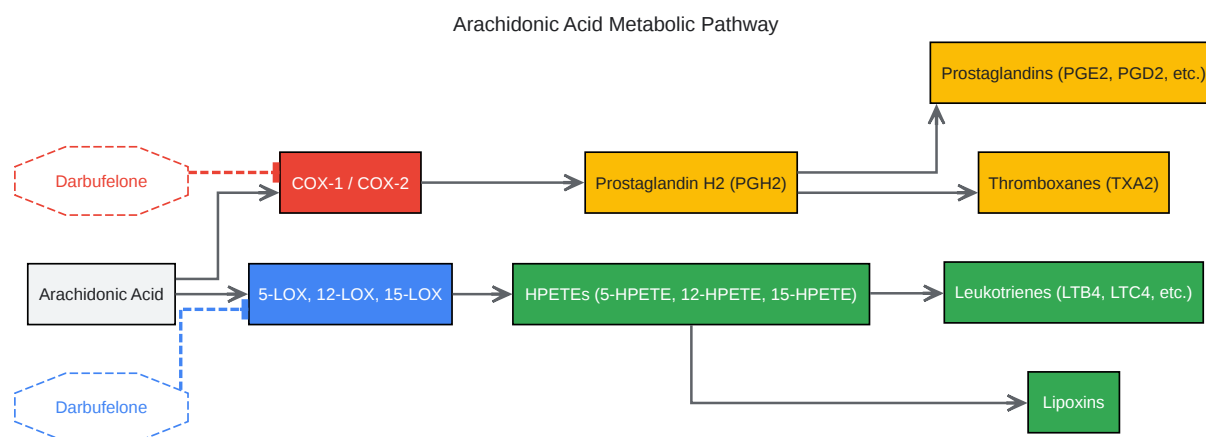 Arachidonic Acid Metabolic Pathway
Prostaglandins (PGE2, PGD2, etc.)
Darbufelone
COX-1 / COX-2
Prostaglandin H2 (PGH2)
Thromboxanes (TXA2)
Arachidonic Acid
5-LOX, 12-LOX, 15-LOX
HPETEs (5-HPETE, 12-HPETE, 15-HPETE)
Leukotrienes (LTB4, LTC4, etc.)
Darbufelone
Lipoxins